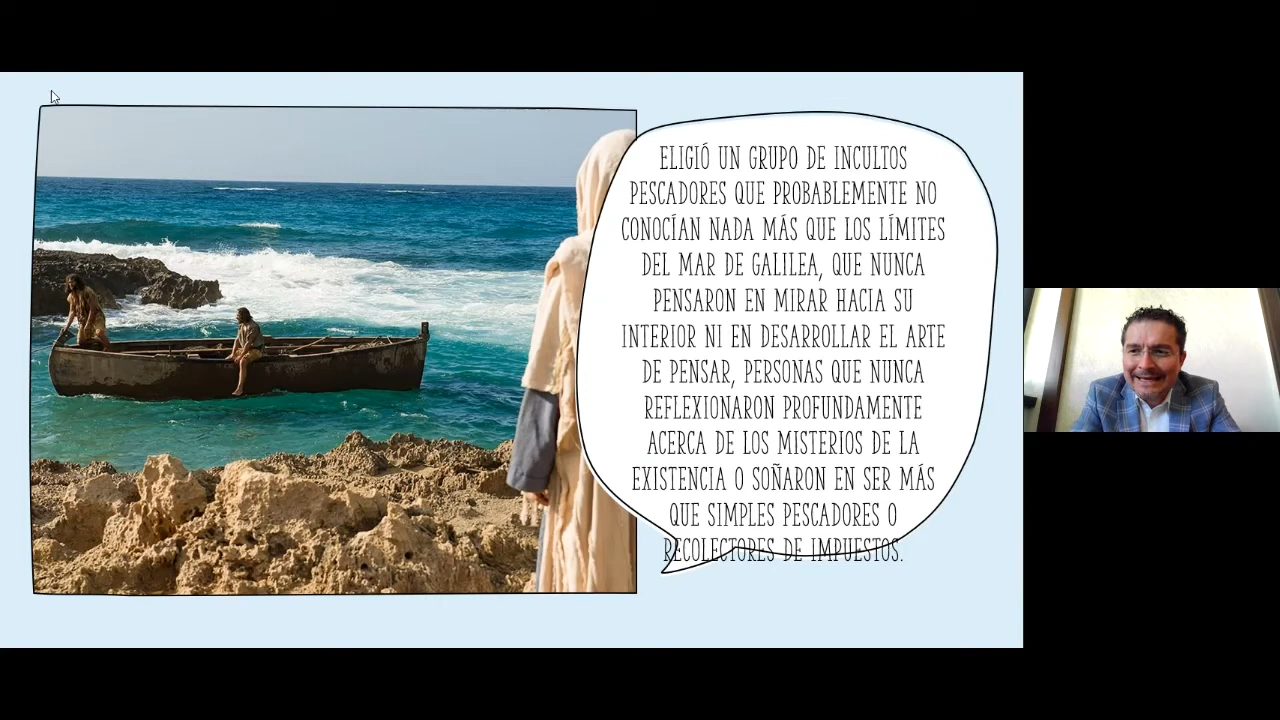 ELIGIÓ UN GRUPO DE INCULTOS
PESCADORES QUE PROBABLEMENTE NO
CONOCÍAN NADA MÁS QUE LOS LÍMITES
DEL MAR DE GALILEA, QUE NUNCA
PENSARON EN MIRAR HACIA SU
INTERIOR NI EN DESARROLLAR EL ARTE
DE PENSAR, PERSONAS QUE NUNCA
REFLEXIONARON PROFUNDAMENTE
ACERCA DE LOS MISTERIOS DE LA
EXISTENCIA O SOÑARON EN SER MÁS
QUE SIMPLES PESCADORES O
RECOLECTORES DE IMPUESTOS.